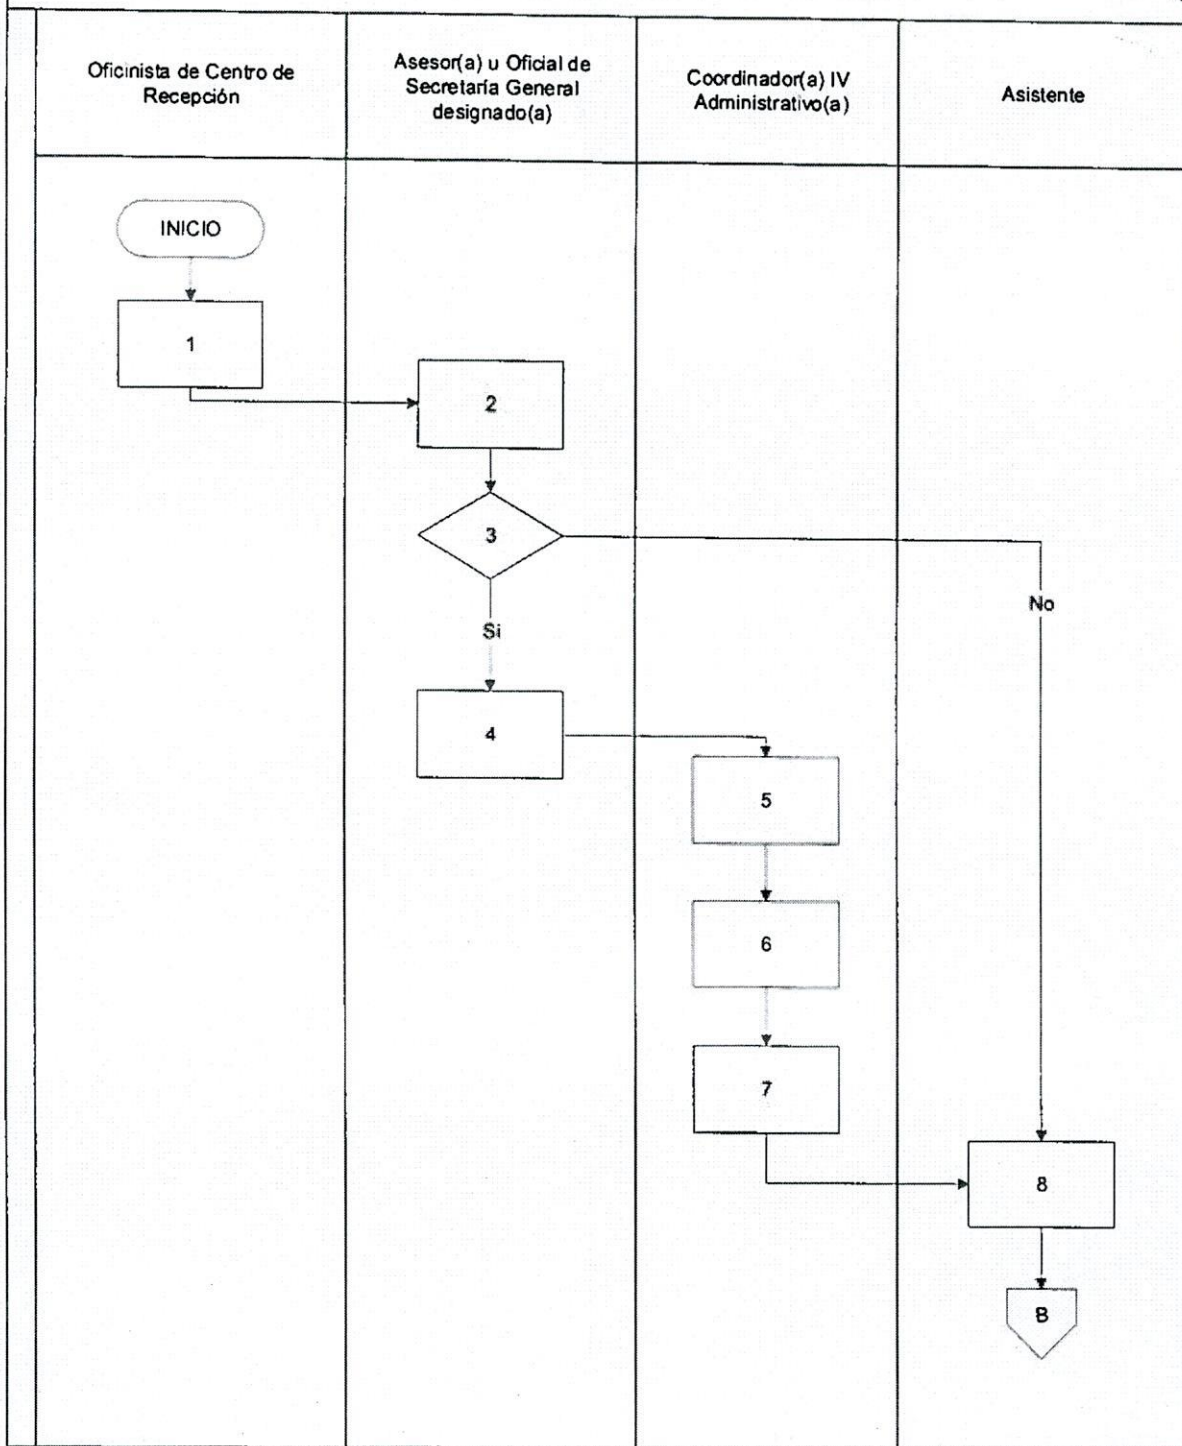 Oficinista de Centro de
Recepción
Asesor(a) u Oficial de
Secretaría General
designado(a)
Coordinador(a) IV
Administrativo(a)
Asistente
INICIO
1
2
3
No
Si
4
5
6
7
8
B